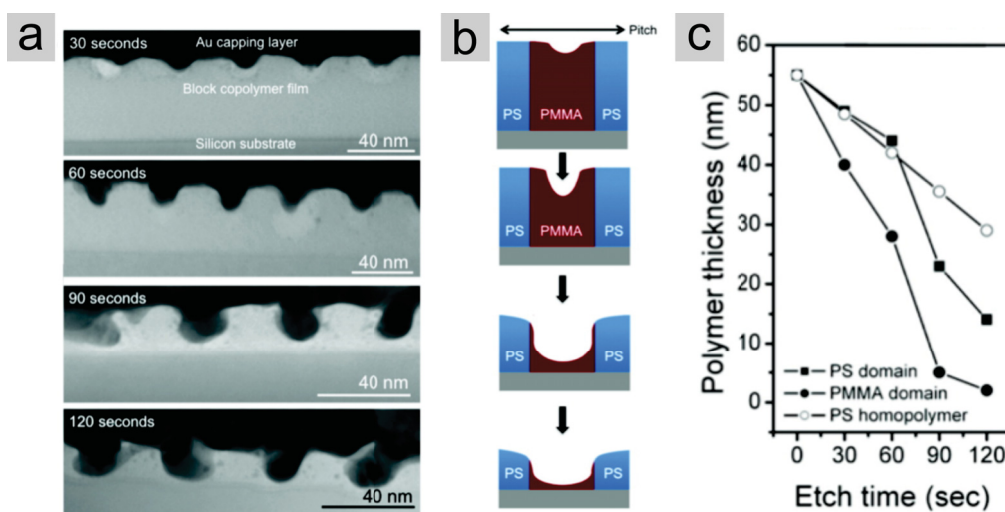 a
30 seconds
Au capping layer
Block copolymer film
Silicon substrate
40 nm
60 seconds
40 nm
90 seconds
40 nm
120 seconds
40 nm
b
Pitch
PS
PMMA
PS
PS
PMMA
PS
PS
PS
PS
PS
c
Polymer thickness (nm)
60
50
40
30
20
10
0
PS domain
PMMA domain
PS homopolymer
0 30 60 90 120
Etch time (sec)